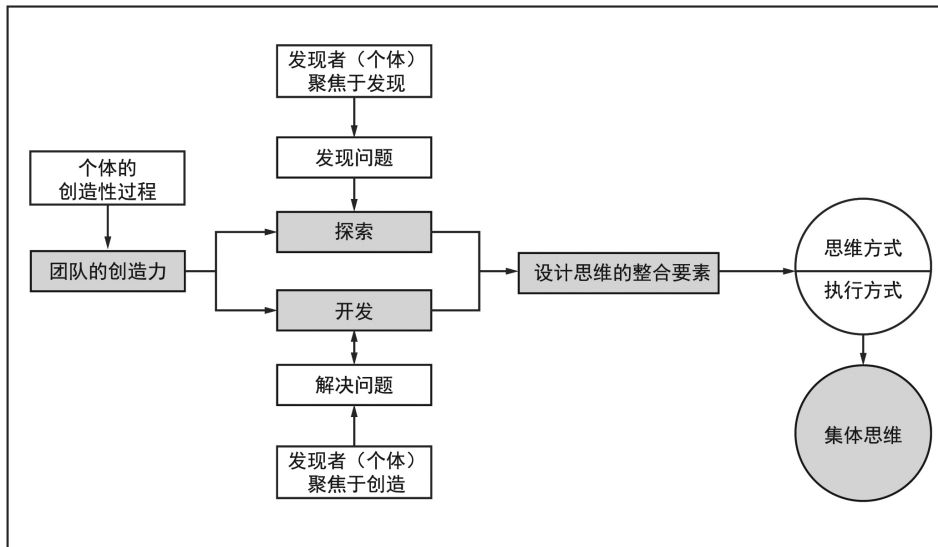 发现者（个体）
聚焦于发现
发现问题
个体的
创造性过程
探索
团队的创造力
设计思维的整合要素
思维方式
执行方式
开发
解决问题
集体思维
发现者（个体）
聚焦于创造